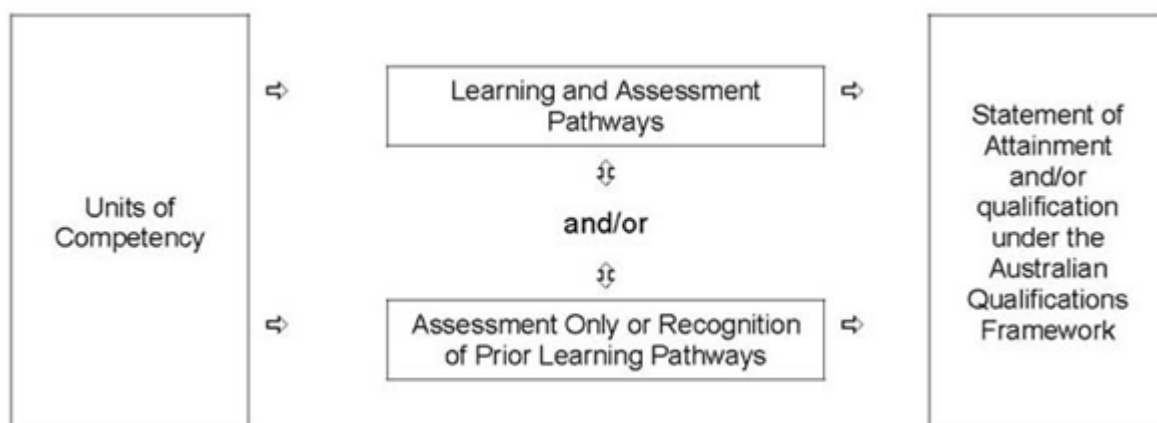 Units of
Competency
Learning and Assessment
Pathways
and/or
Assessment Only or Recognition
of Prior Learning Pathways
Statement of
Attainment
and/or
qualification
under the
Australian
Qualifications
Framework